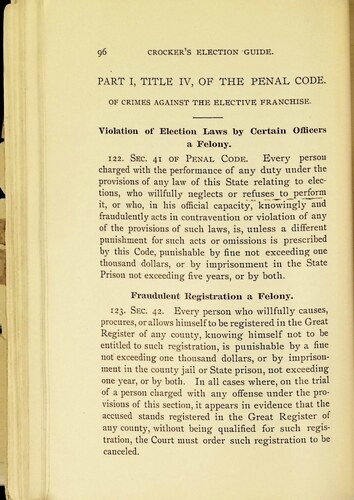 96 CROCKER'S ELECTION GUIDE.
PART I, TITLE IV, OF THE PENAL CODE.
OF CRIMES AGAINST THE ELECTIVE FRANCHISE.
Violation of Election Laws by Certain Officers
a Felony.
122. SEC. 41 OF PENAL CODE. Every person
charged with the performance of any duty under the
provisions of any law of this State relating to elec-
tions, who willfully neglects or refuses to perform
it, or who, in his official capacity, knowingly and
fraudulently acts in contravention or violation of any
of the provisions of such laws, is, unless a different
punishment for such acts or omissions is prescribed
by this Code, punishable by fine not exceeding one
thousand dollars, or by imprisonment in the State
Prison not exceeding five years, or by both.
Fraudulent Registration a Felony.
123. SEC. 42. Every person who willfully causes,
procures, or allows himself to be registered in the Great
Register of any county, knowing himself not to be
entitled to such registration, is punishable by a fine
not exceeding one thousand dollars, or by imprison-
ment in the county jail or State prison, not exceeding
one year, or by both. In all cases where, on the trial
of a person charged with any offense under the pro-
visions of this section, it appears in evidence that the
accused stands registered in the Great Register of
any county, without being qualified for such regis-
tration, the Court must order such registration to be
canceled.